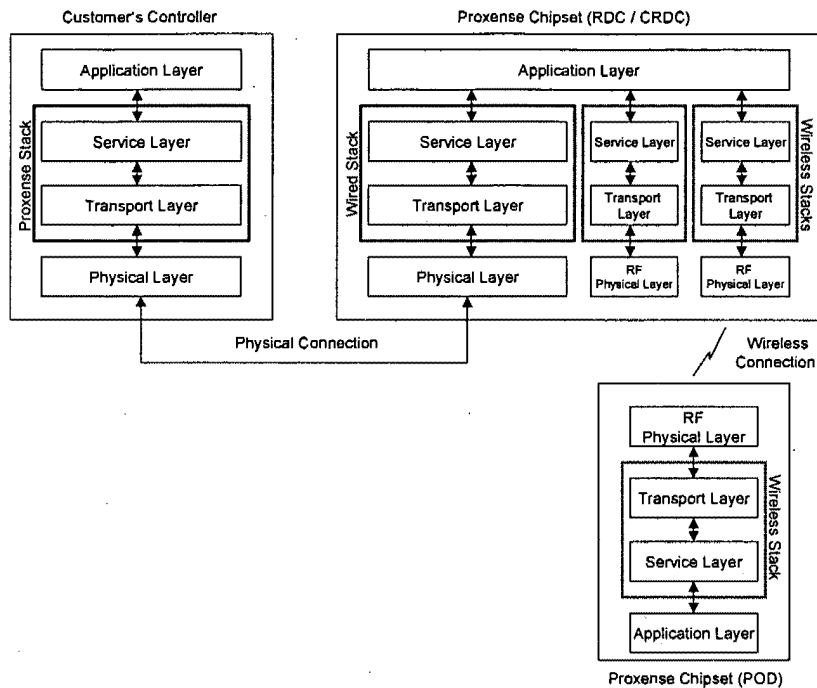 Customer's Controller
Application Layer
Proxense Stack
Service Layer
Transport Layer
Physical Layer
Proxense Chipset (RDC / CRDC)
Application Layer
Wired Stack
Service Layer
Transport Layer
Physical Layer
Service Layer
Transport
Layer
RF
Physical Layer
Service Layer
Transport
Layer
RF
Physical Layer
Wireless Stacks
Physical Connection
Wireless
Connection
RF
Physical Layer
Transport Layer
Service Layer
Wireless Stack
Application Layer
Proxense Chipset (POD)